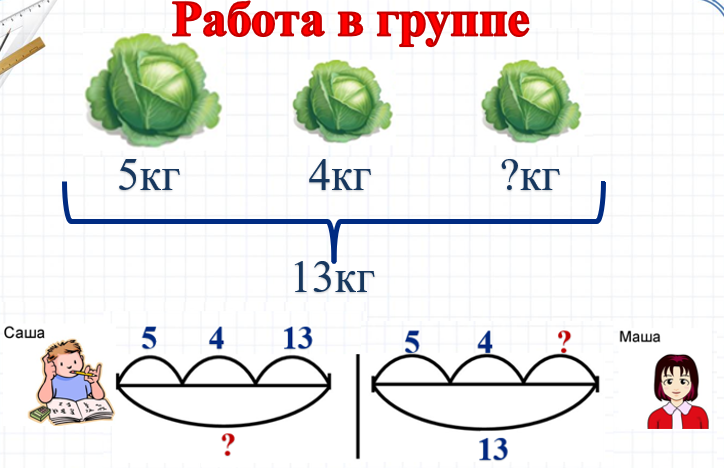 Работа в группе
5кг 4кг ?кг
13кг
Саша
5 4 13
?
5 4 ?
13
Маша